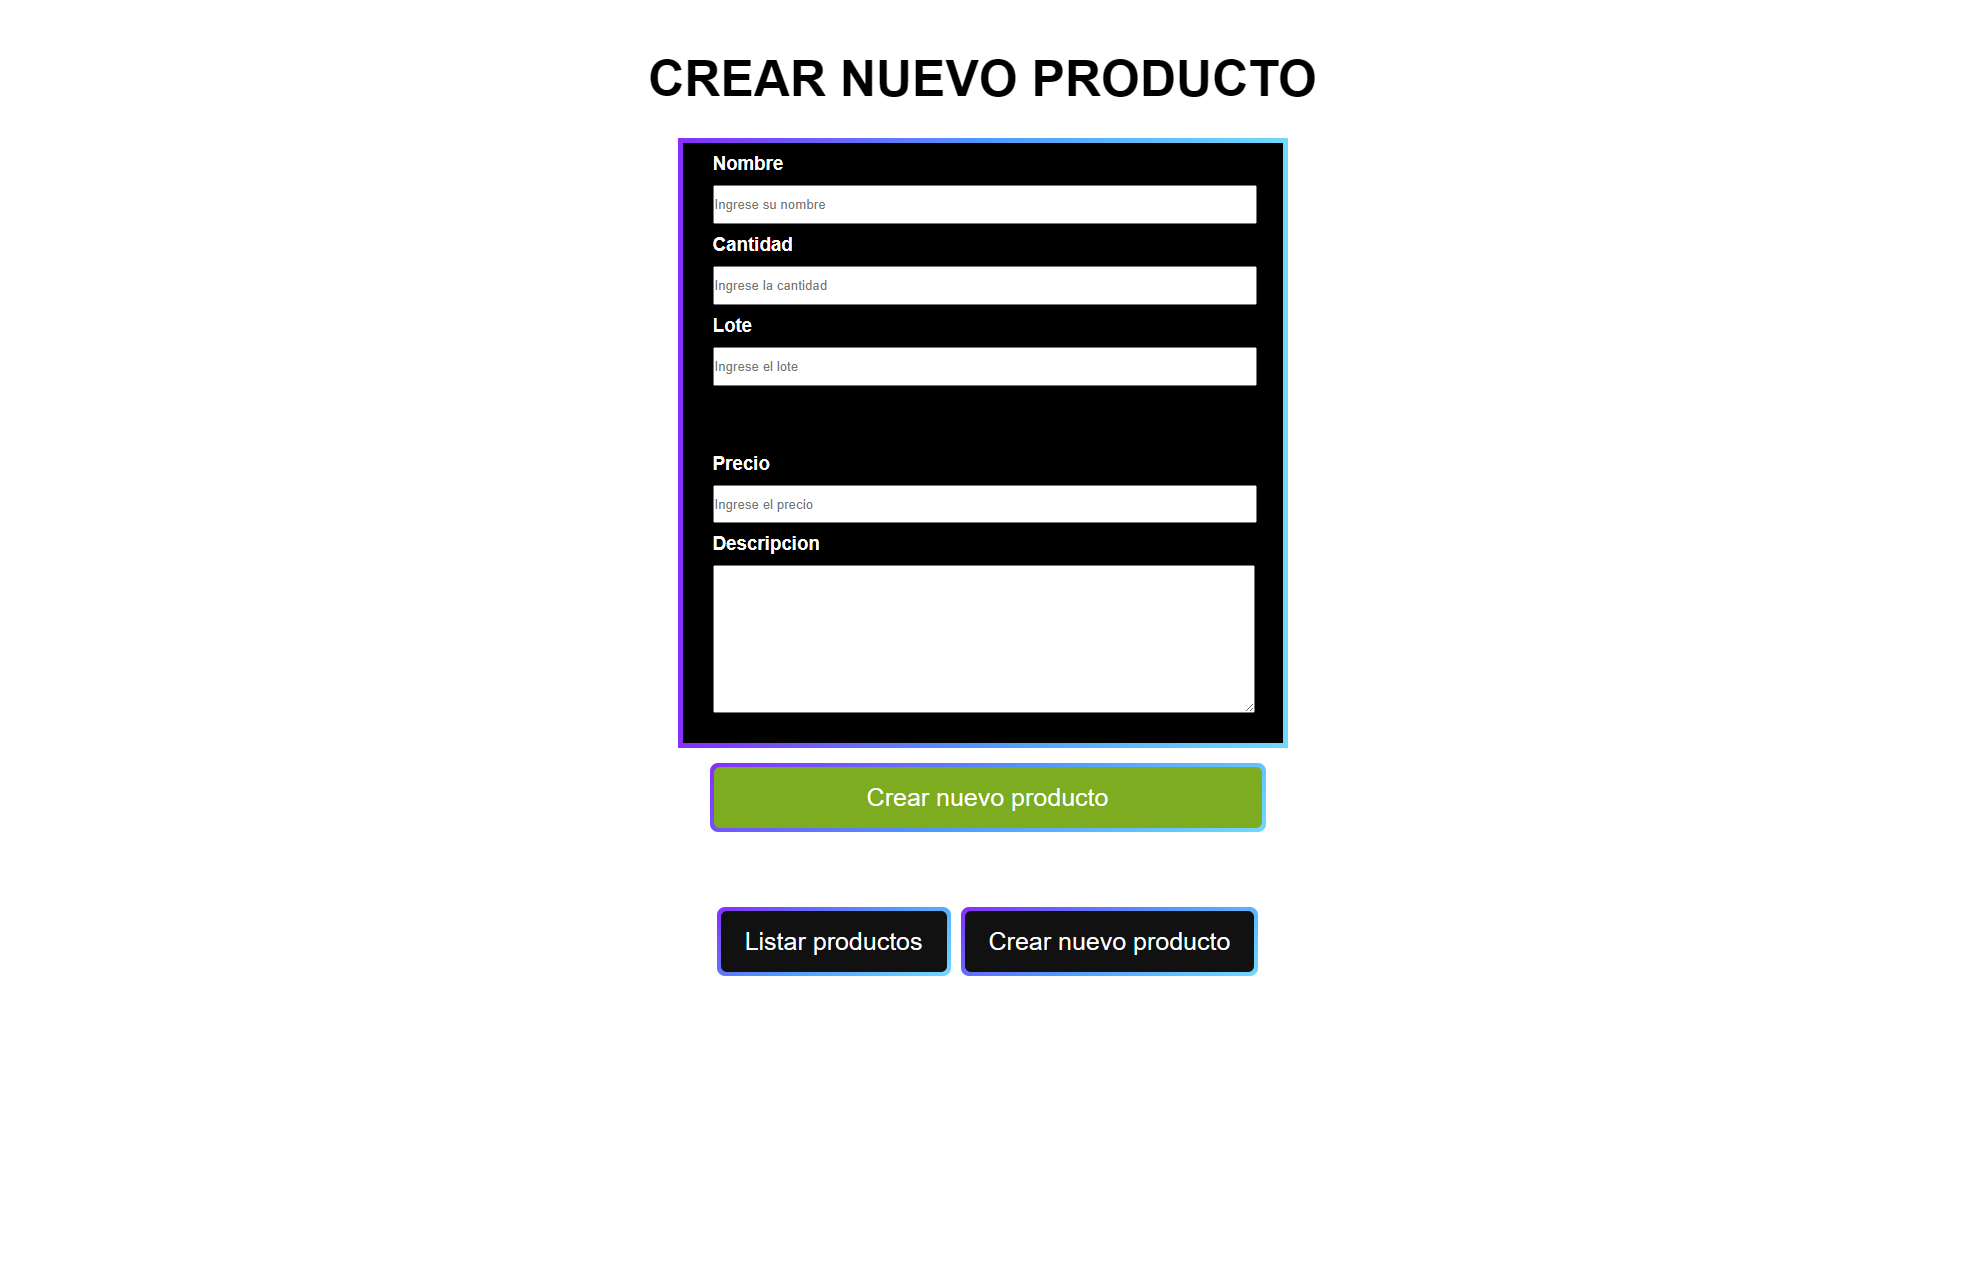 CREAR NUEVO PRODUCTO
Nombre
Ingrese su nombre
Cantidad
Ingrese la cantidad
Lote
Ingrese el lote
Precio
Ingrese el precio
Descripcion
Crear nuevo producto
Listar productos
Crear nuevo producto